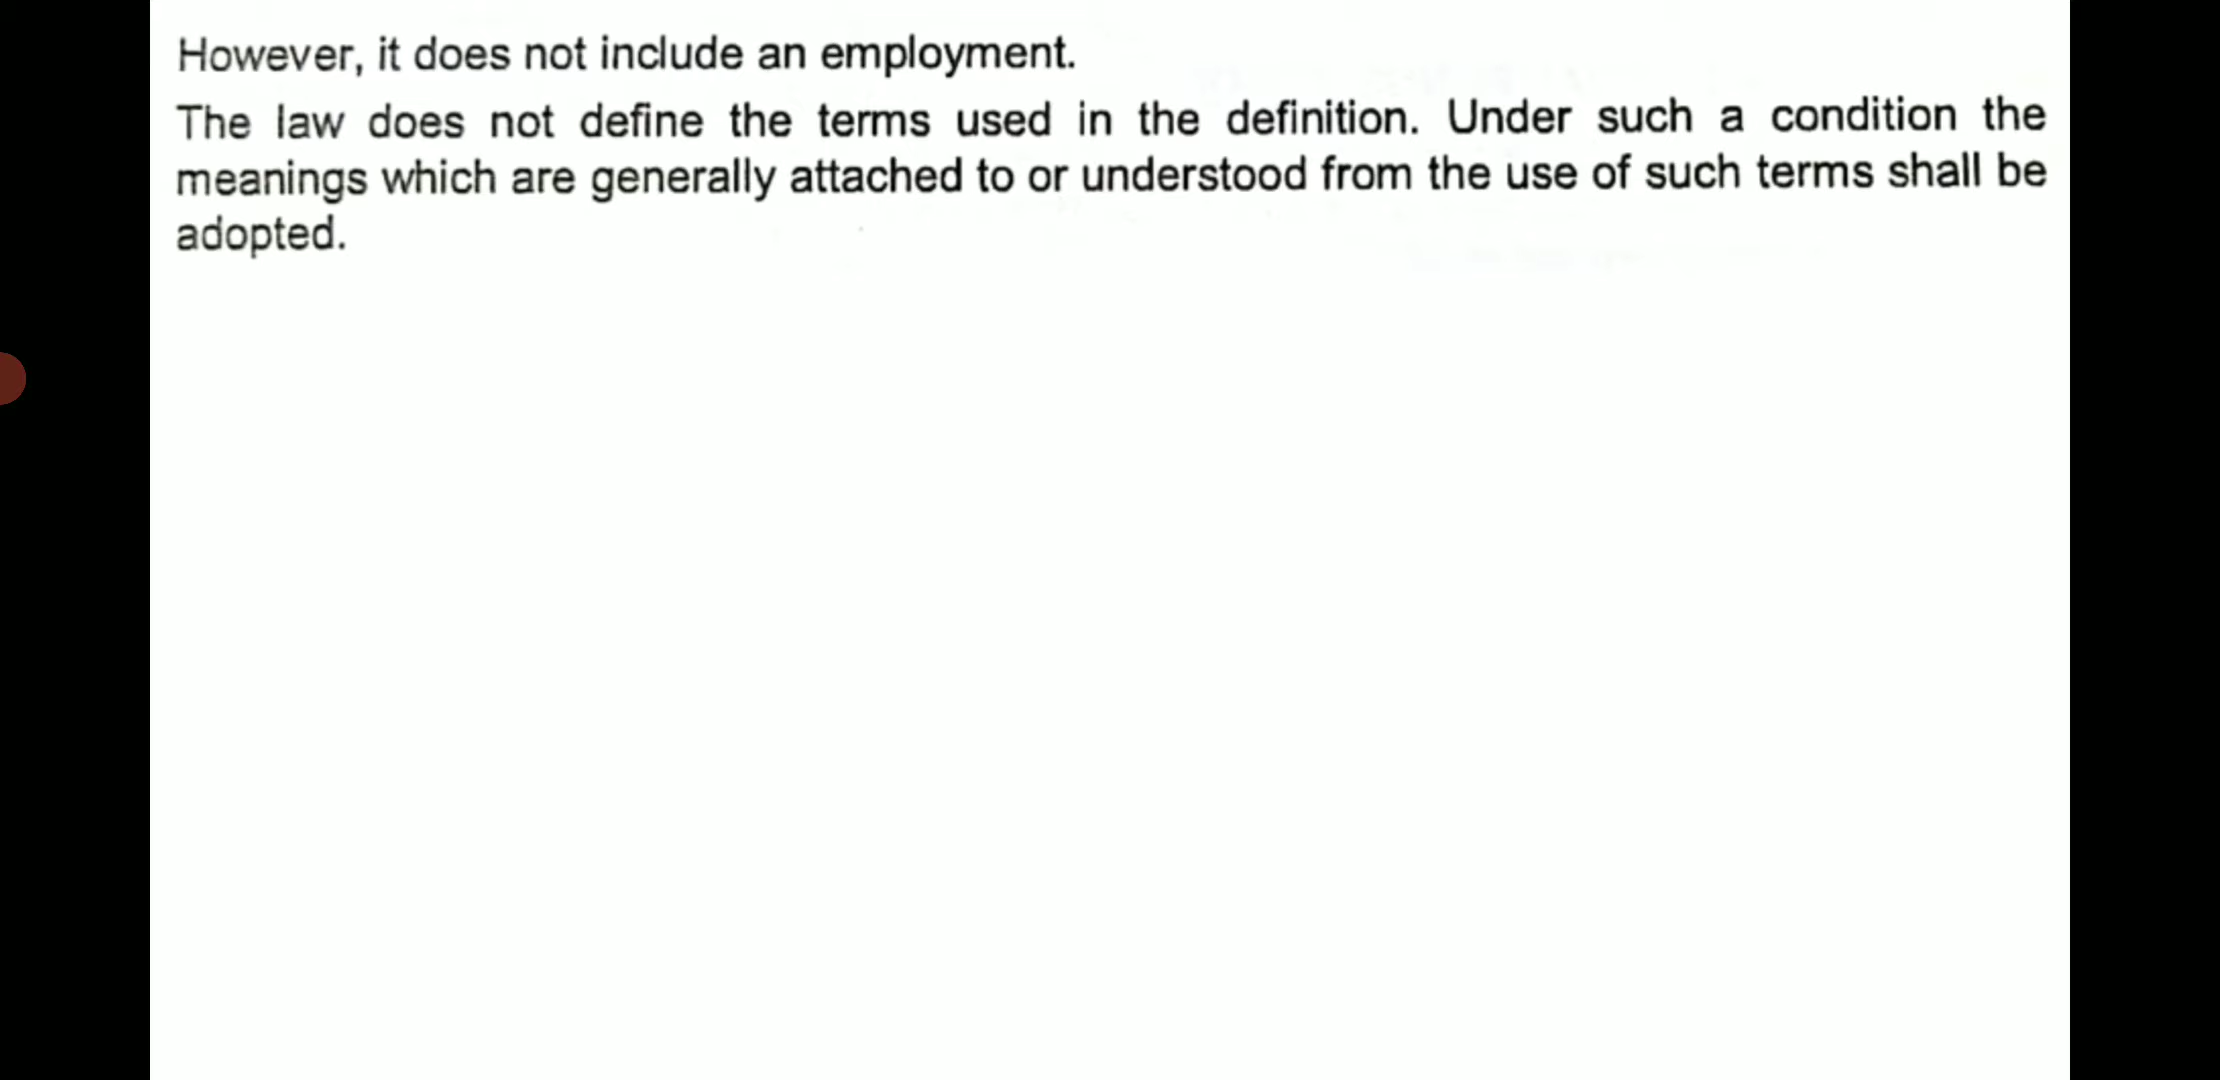 However, it does not include an employment.
The law does not define the terms used in the definition. Under such a condition the
meanings which are generally attached to or understood from the use of such terms shall be
adopted.